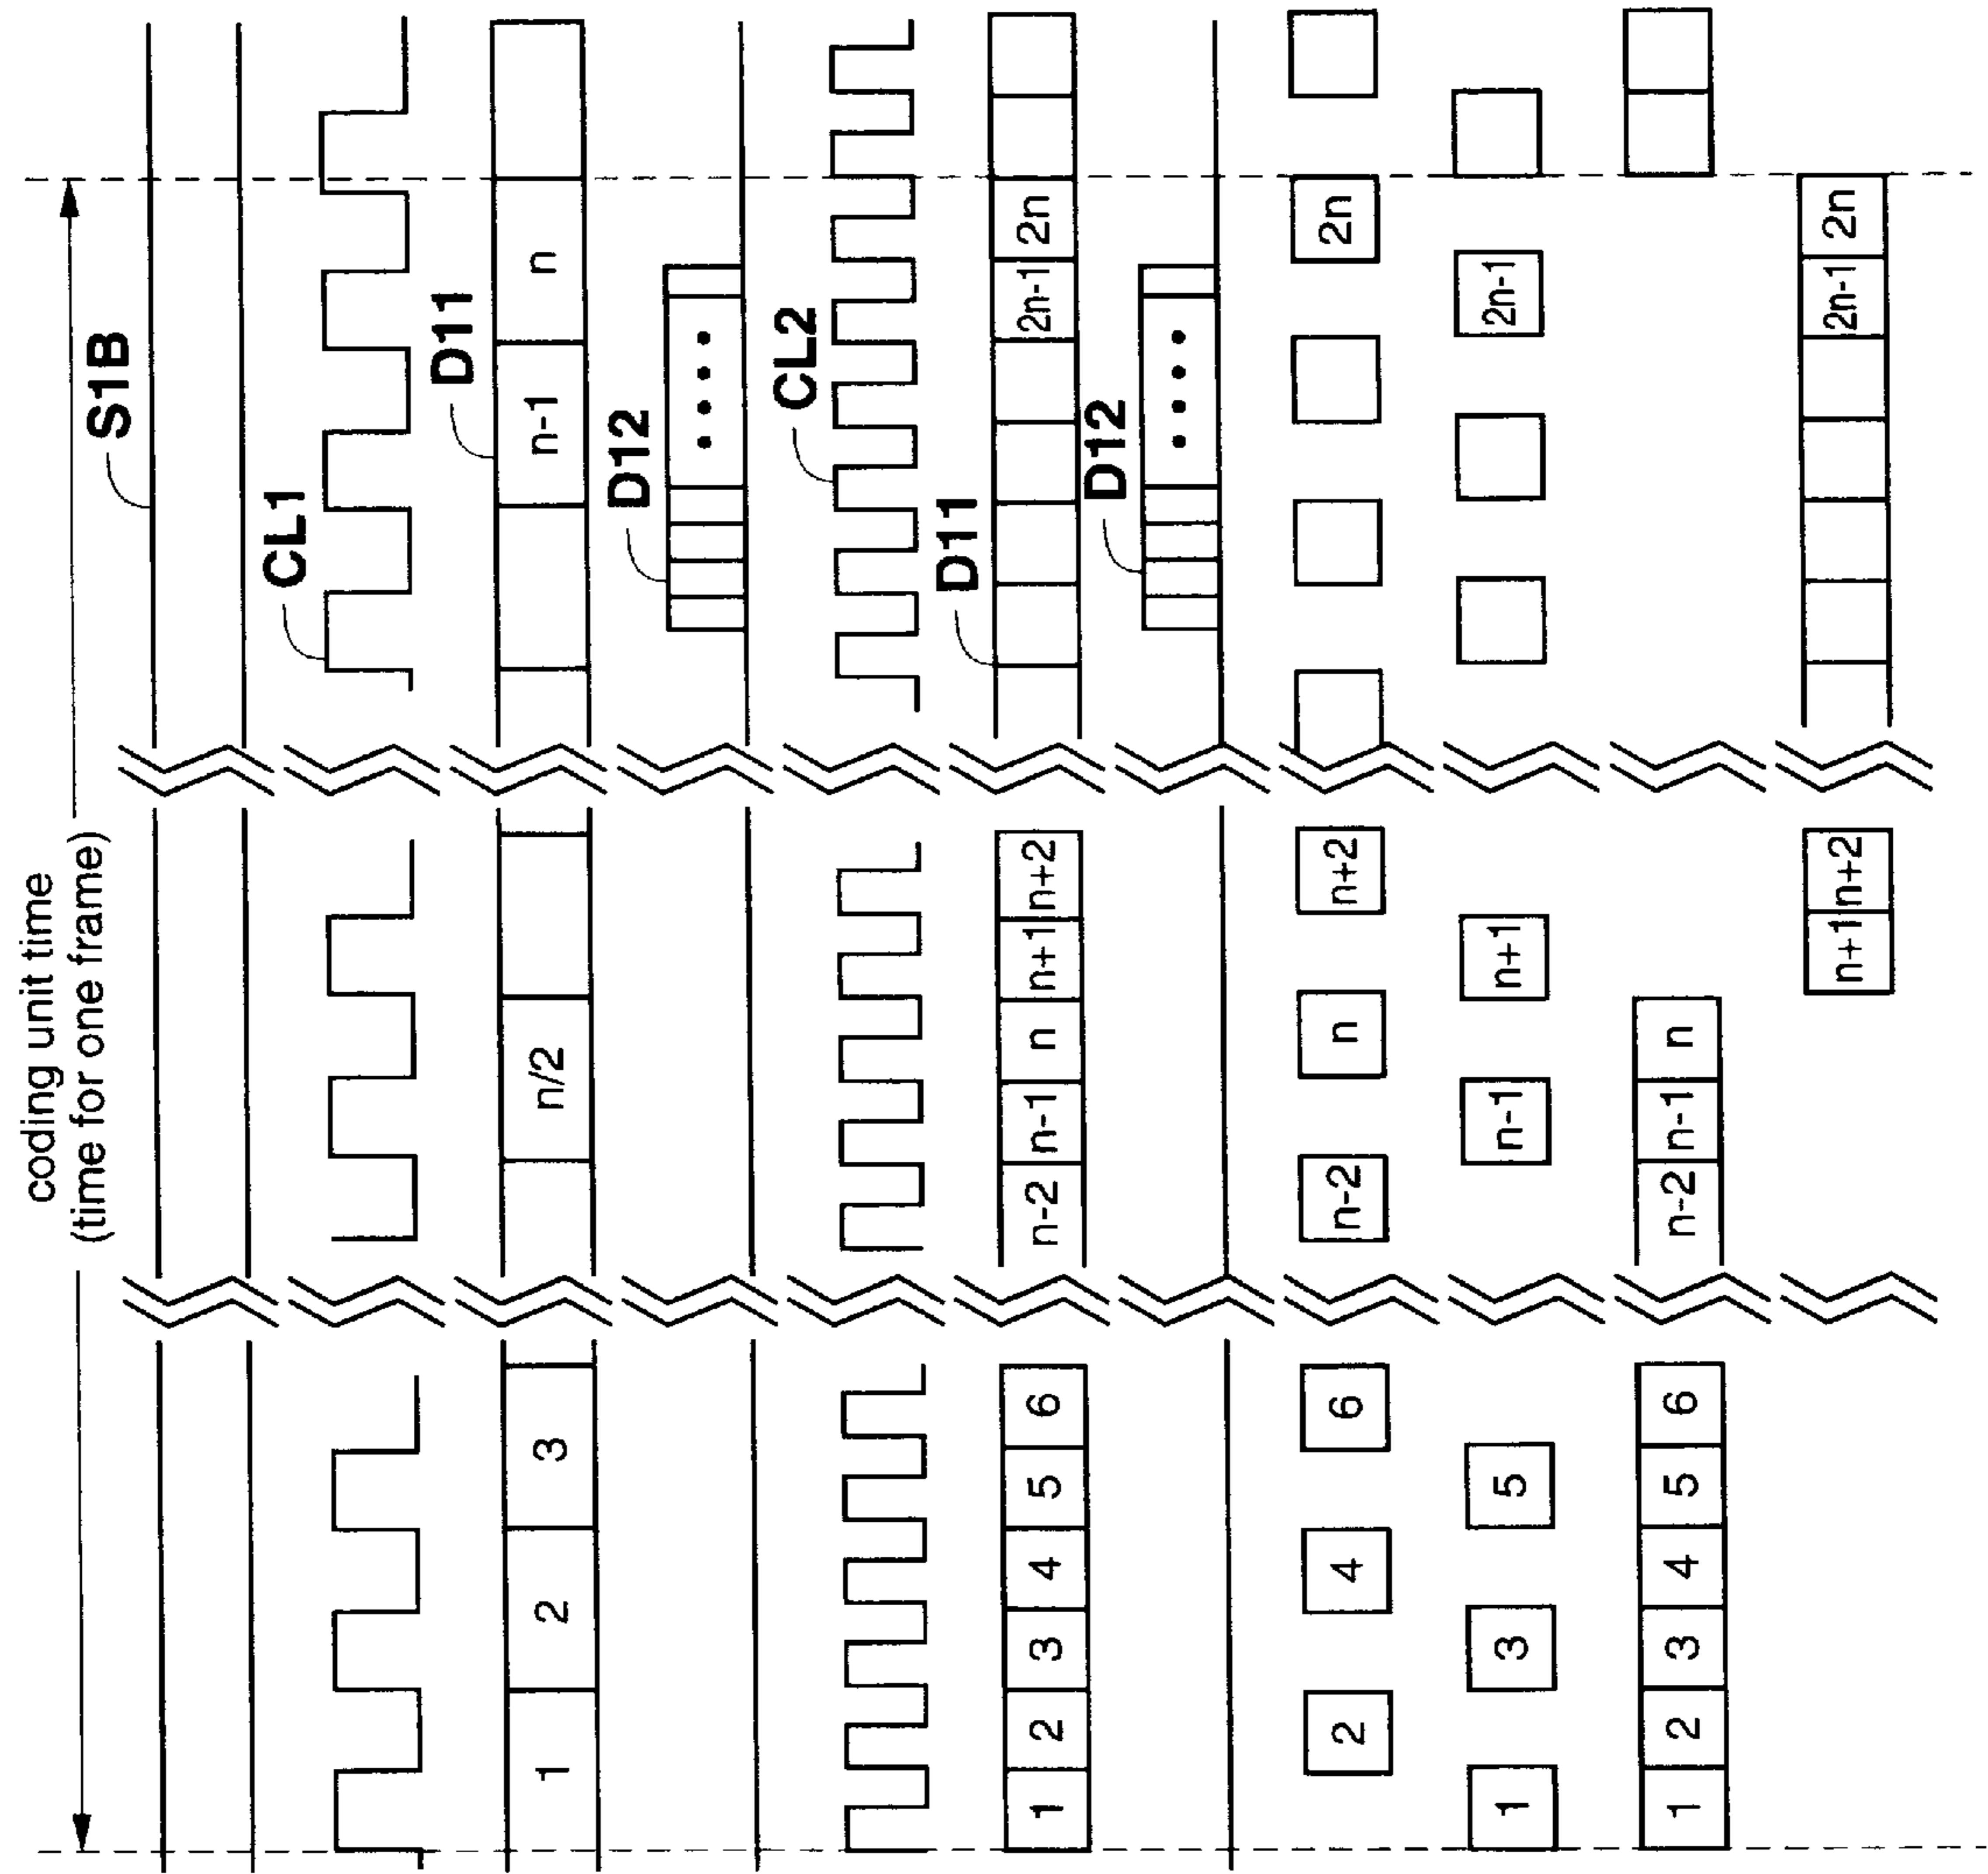 coding unit time
(time for one frame)
S1B
CL1
D11
1
2
3
n/2
n-1
n
D12
CL2
D11
1
2
3
4
5
6
n-2
n-1
n
n+1
n+2
2n-1
2n
D12
2
4
6
n-2
n
n+2
2n
1
3
5
n-1
n+1
2n-1
1
2
3
4
5
6
n-2
n-1
n
n+1
n+2
2n-1
2n